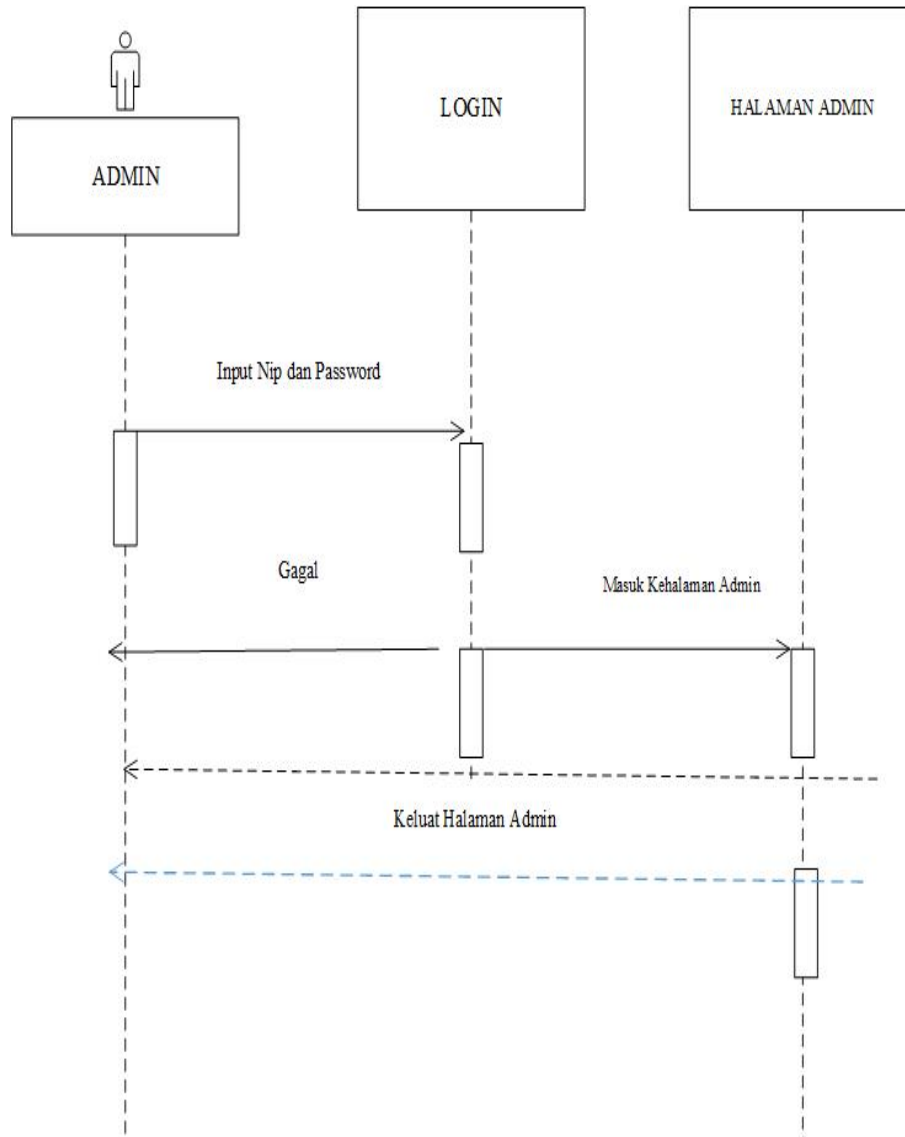 ADMIN
LOGIN
HALAMAN ADMIN
Input Nip dan Password
Gagal
Masuk Kehalaman Admin
Keluat Halaman Admin